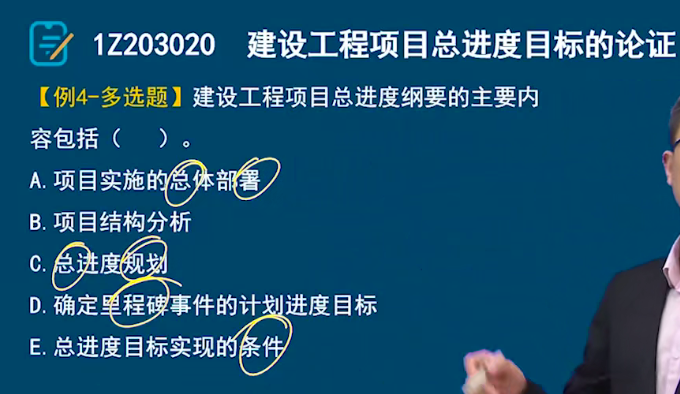 1Z203020 建设工程项目总进度目标的论证
【例4-多选题】建设工程项目总进度纲要的主要内
容包括（ ）。
A.项目实施的总体部署
B.项目结构分析
C.总进度规划
D.确定里程碑事件的计划进度目标
E.总进度目标实现的条件